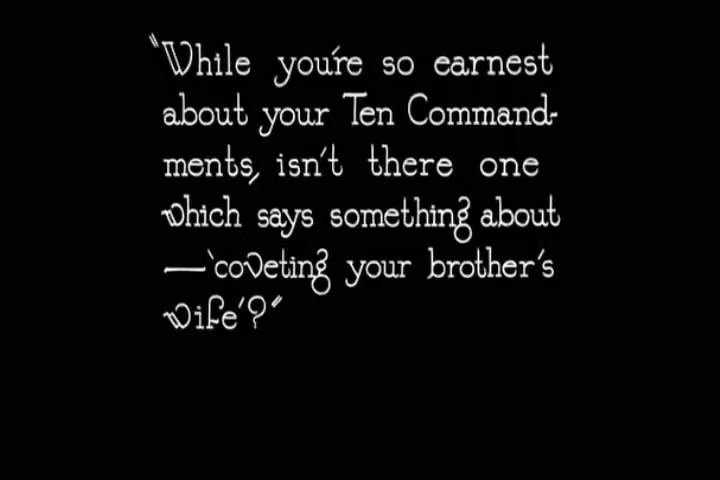 "While you're so earnest
about your Ten Command-
ments, isn't there one
which says something about
—'coveting your brother's
wife'?"